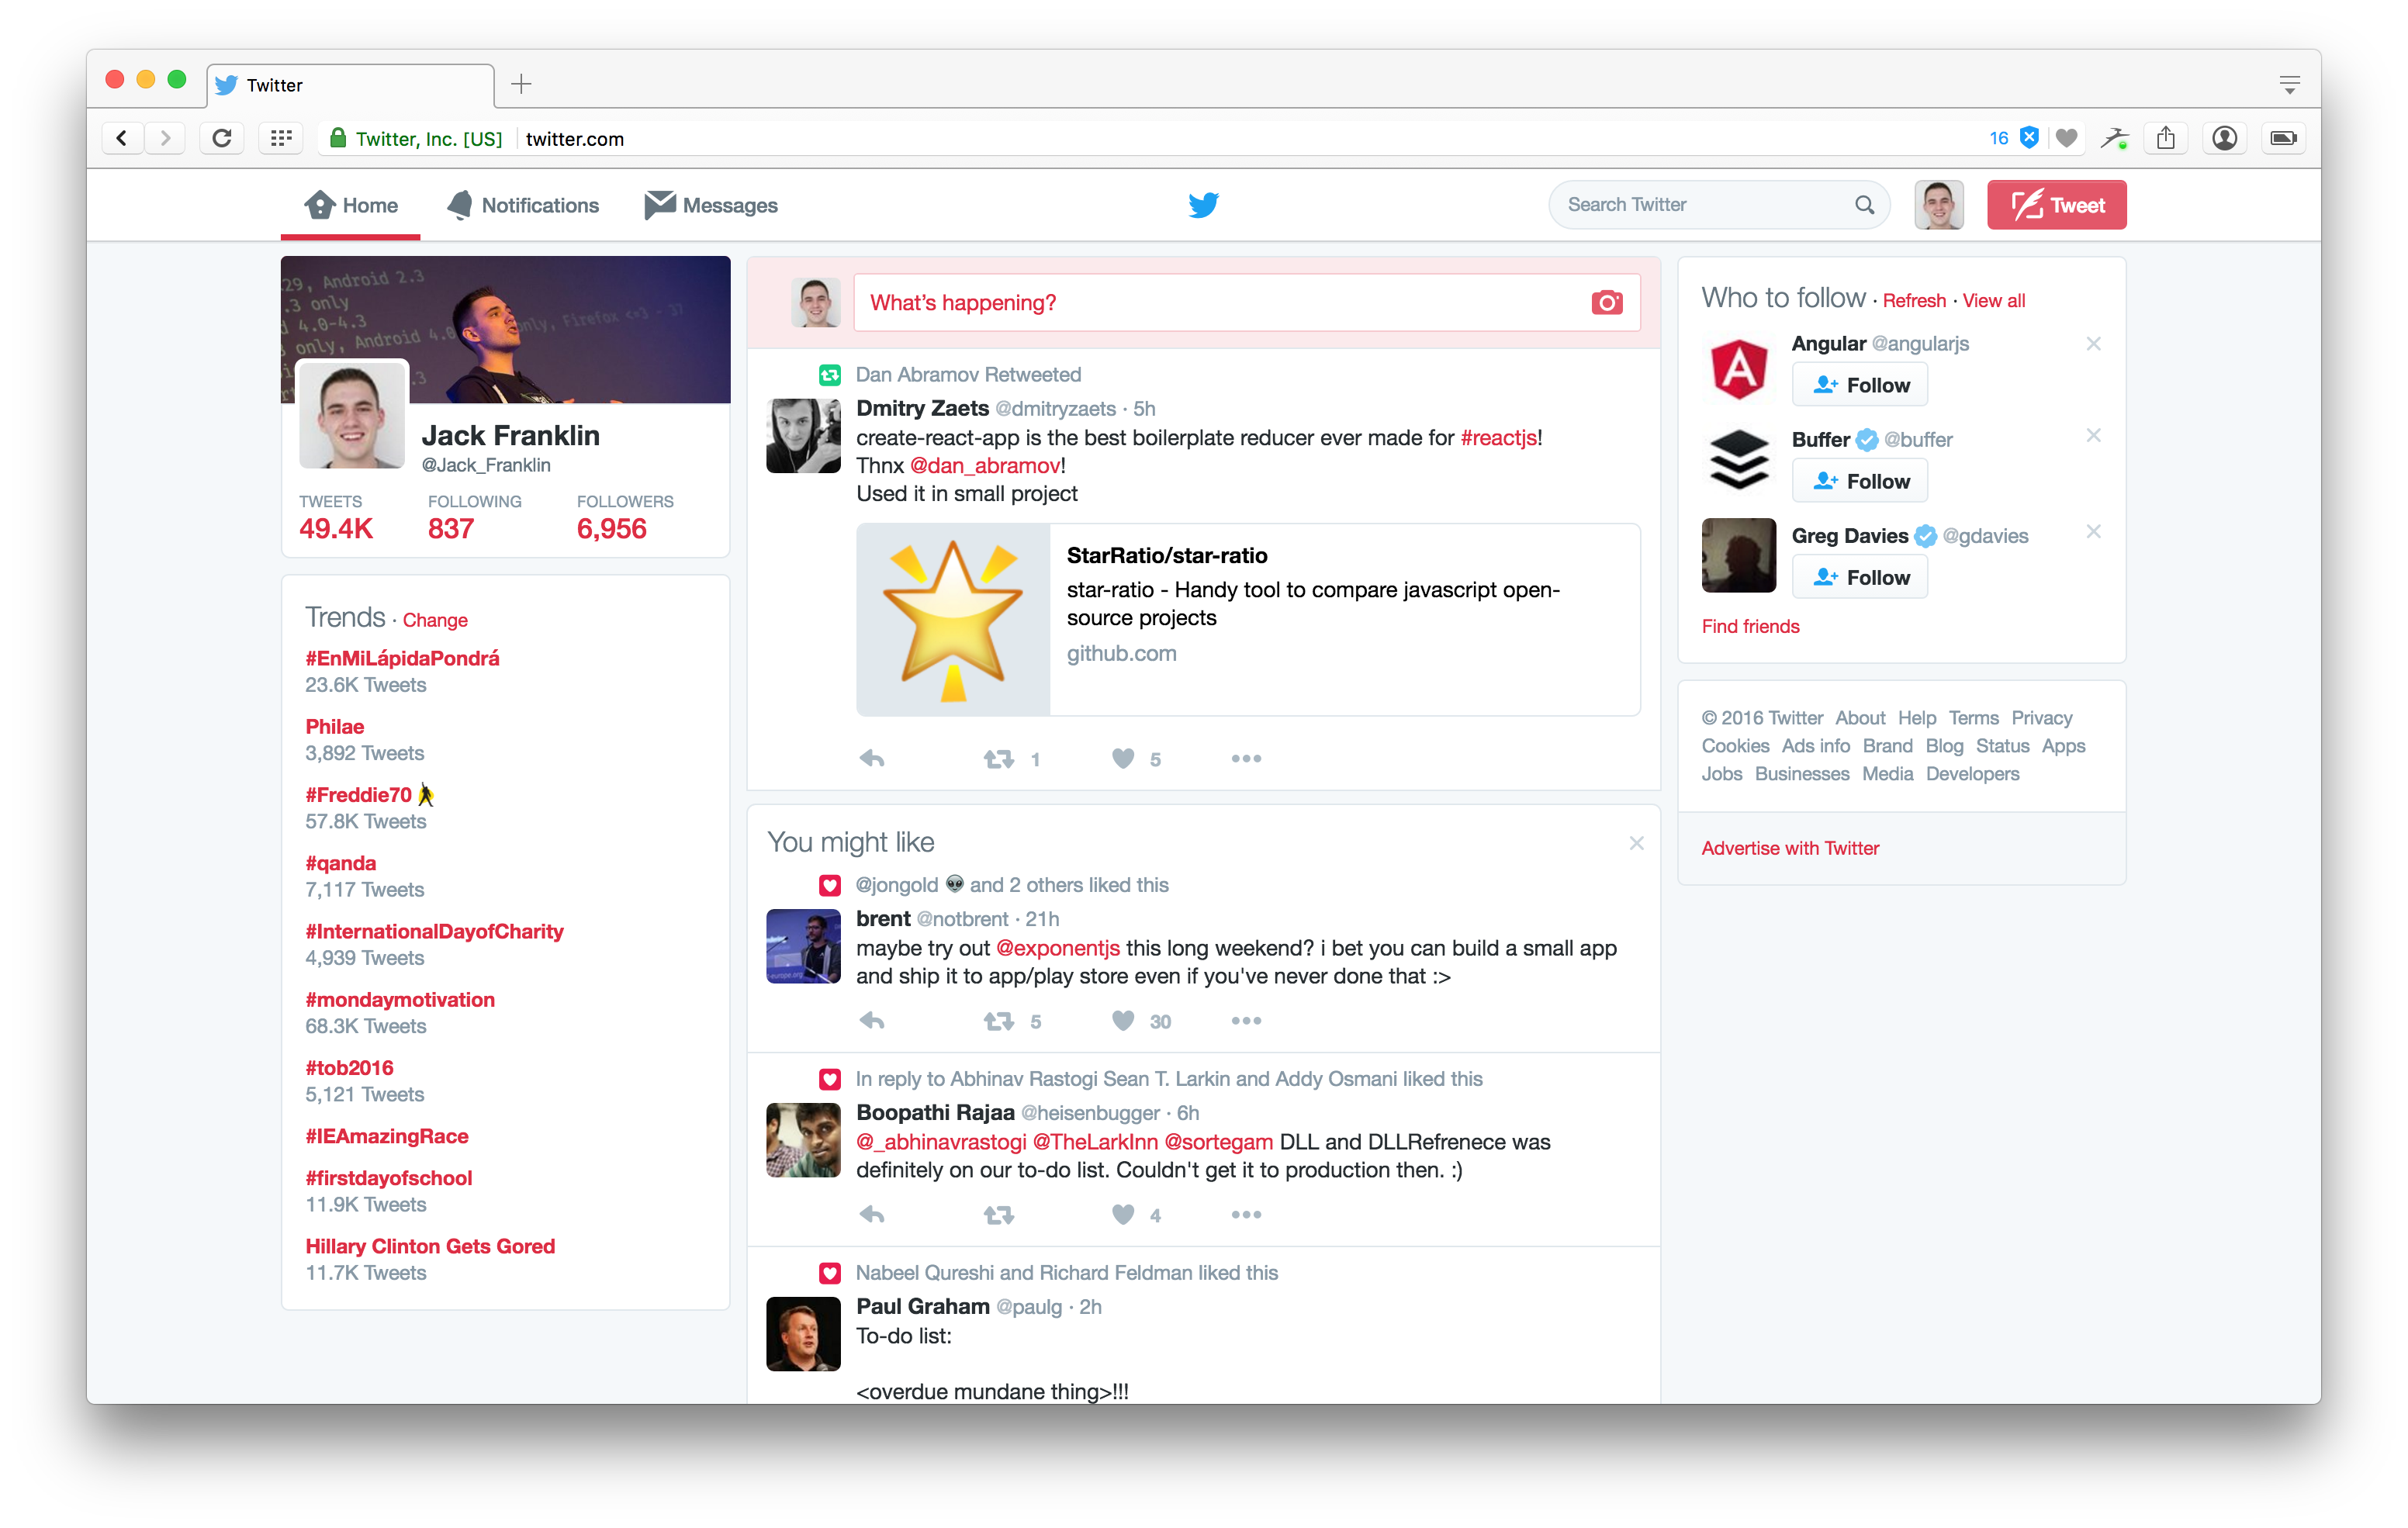 Twitter
Twitter, Inc. [US] twitter.com 16
Home Notifications Messages Search Twitter Tweet
29, Android 2.3
.3 only
d 4.0-4.3
only, Android 4.0 only, Firefox <=3 - 37
.3
Jack Franklin
@Jack_Franklin
TWEETS FOLLOWING FOLLOWERS
49.4K 837 6,956
Trends · Change
#EnMiLápidaPondrá
23.6K Tweets
Philae
3,892 Tweets
#Freddie70
57.8K Tweets
#qanda
7,117 Tweets
#InternationalDayofCharity
4,939 Tweets
#mondaymotivation
68.3K Tweets
#tob2016
5,121 Tweets
#IEAmazingRace
#firstdayofschool
11.9K Tweets
Hillary Clinton Gets Gored
11.7K Tweets
What's happening?
Dan Abramov Retweeted
Dmitry Zaets @dmitryzaets · 5h
create-react-app is the best boilerplate reducer ever made for #reactjs!
Thnx @dan_abramov!
Used it in small project
StarRatio/star-ratio
star-ratio - Handy tool to compare javascript open-
source projects
github.com
1 5
You might like
@jongold 👽 and 2 others liked this
brent @notbrent · 21h
maybe try out @exponentjs this long weekend? i bet you can build a small app
and ship it to app/play store even if you've never done that :>
5 30
In reply to Abhinav Rastogi Sean T. Larkin and Addy Osmani liked this
Boopathi Rajaa @heisenbugger · 6h
@_abhinavrastogi @TheLarkInn @sortegam DLL and DLLRefrenece was
definitely on our to-do list. Couldn't get it to production then. :)
4
Nabeel Qureshi and Richard Feldman liked this
Paul Graham @paulg · 2h
To-do list:
<overdue mundane thing>!!!
Who to follow · Refresh · View all
Angular @angularjs
Follow
Buffer @buffer
Follow
Greg Davies @gdavies
Follow
Find friends
© 2016 Twitter About Help Terms Privacy
Cookies Ads info Brand Blog Status Apps
Jobs Businesses Media Developers
Advertise with Twitter